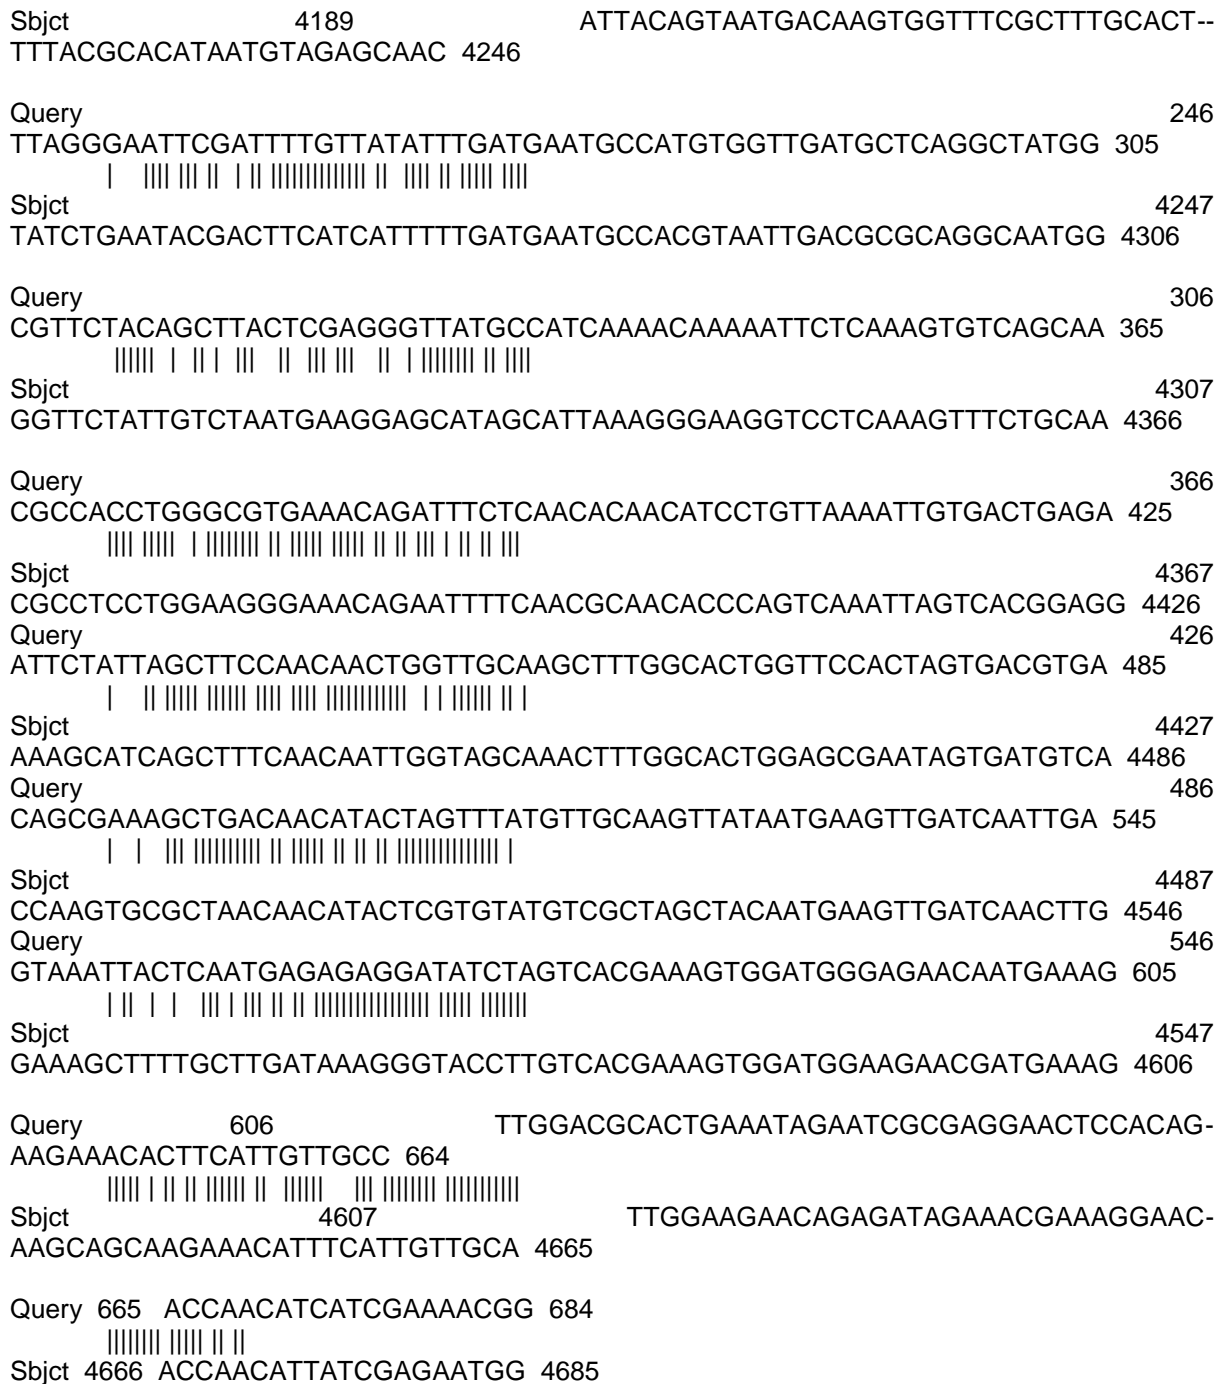 Sbjct 4189 ATTACAGTAATGACAAGTGGTTTCGCTTTGCACT--
TTTACGCACATAATGTAGAGCAAC 4246
Query 246
TTAGGGAATTCGATTTTGTTATATTTGATGAATGCCATGTGGTTGATGCTCAGGCTATGG 305
| |||| ||| || | || |||||||||||||| || |||| || ||||| ||||
Sbjct 4247
TATCTGAATACGACTTCATCATTTTTGATGAATGCCACGTAATTGACGCGCAGGCAATGG 4306
Query 306
CGTTCTACAGCTTACTCGAGGGTTATGCCATCAAAACAAAAATTCTCAAAGTGTCAGCAA 365
|||||| | || | ||| || ||| ||| || | |||||||| || ||||
Sbjct 4307
GGTTCTATTGTCTAATGAAGGAGCATAGCATTAAAGGGAAGGTCCTCAAAGTTTCTGCAA 4366
Query 366
CGCCACCTGGGCGTGAAACAGATTTCTCAACACAACATCCTGTTAAAATTGTGACTGAGA 425
|||| ||||| | |||||||| || ||||| ||||| || || ||| | || || |||
Sbjct 4367
CGCCTCCTGGAAGGGAAACAGAATTTTCAACGCAACACCCAGTCAAATTAGTCACGGAGG 4426
Query 426
ATTCTATTAGCTTCCAACAACTGGTTGCAAGCTTTGGCACTGGTTCCACTAGTGACGTGA 485
| || ||||| |||||| |||| |||| |||||||||||| | | |||||| || |
Sbjct 4427
AAAGCATCAGCTTTCAACAATTGGTAGCAAACTTTGGCACTGGAGCGAATAGTGATGTCA 4486
Query 486
CAGCGAAAGCTGACAACATACTAGTTTATGTTGCAAGTTATAATGAAGTTGATCAATTGA 545
| | ||| |||||||||| || ||||| || || || ||||||||||||||| |
Sbjct 4487
CCAAGTGCGCTAACAACATACTCGTGTATGTCGCTAGCTACAATGAAGTTGATCAACTTG 4546
Query 546
GTAAATTACTCAATGAGAGAGGATATCTAGTCACGAAAGTGGATGGGAGAACAATGAAAG 605
| || | | ||| | ||| || || ||||||||||||||||| ||||| |||||||
Sbjct 4547
GAAAGCTTTTGCTTGATAAAGGGTACCTTGTCACGAAAGTGGATGGAAGAACGATGAAAG 4606
Query 606 TTGGACGCACTGAAATAGAATCGCGAGGAACTCCACAG-
AAGAAACACTTCATTGTTGCC 664
||||| | || || |||||| || |||||| ||| |||||||| |||||||||||
Sbjct 4607 TTGGAAGAACAGAGATAGAAACGAAAGGAAC-
AAGCAGCAAGAAACATTTCATTGTTGCA 4665
Query 665 ACCAACATCATCGAAAACGG 684
|||||||| ||||| || ||
Sbjct 4666 ACCAACATTATCGAGAATGG 4685